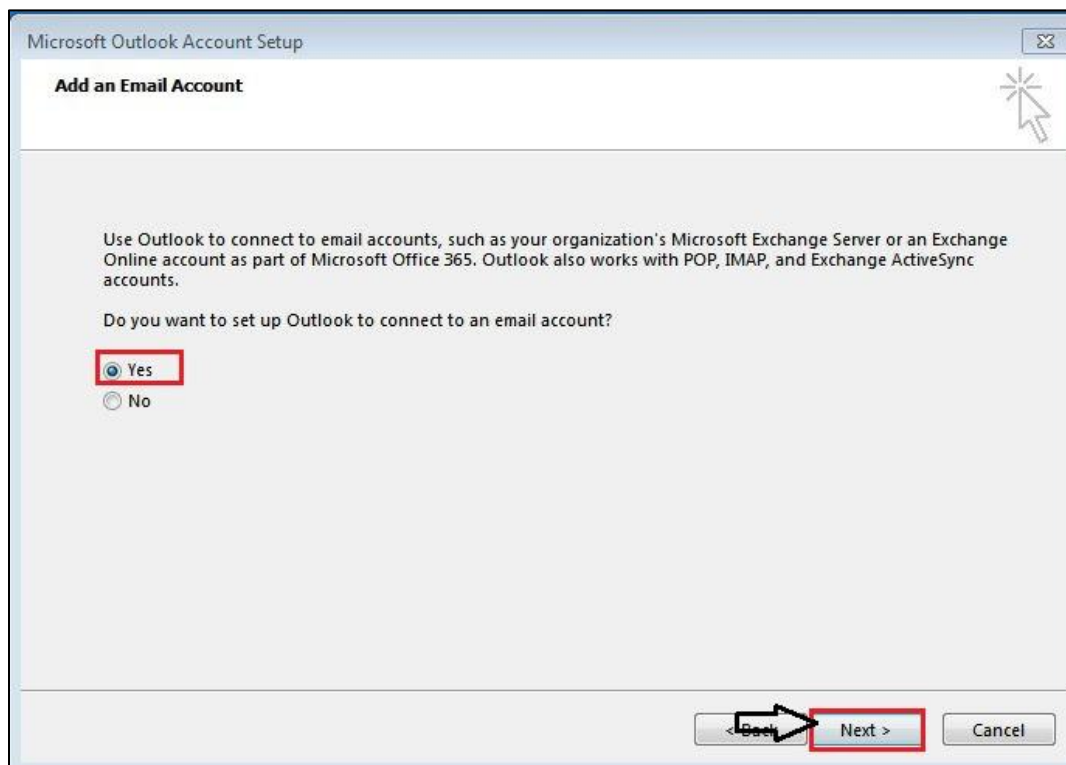 Microsoft Outlook Account Setup
Add an Email Account
Use Outlook to connect to email accounts, such as your organization's Microsoft Exchange Server or an Exchange
Online account as part of Microsoft Office 365. Outlook also works with POP, IMAP, and Exchange ActiveSync
accounts.
Do you want to set up Outlook to connect to an email account?
Yes
No
< Back
Next >
Cancel